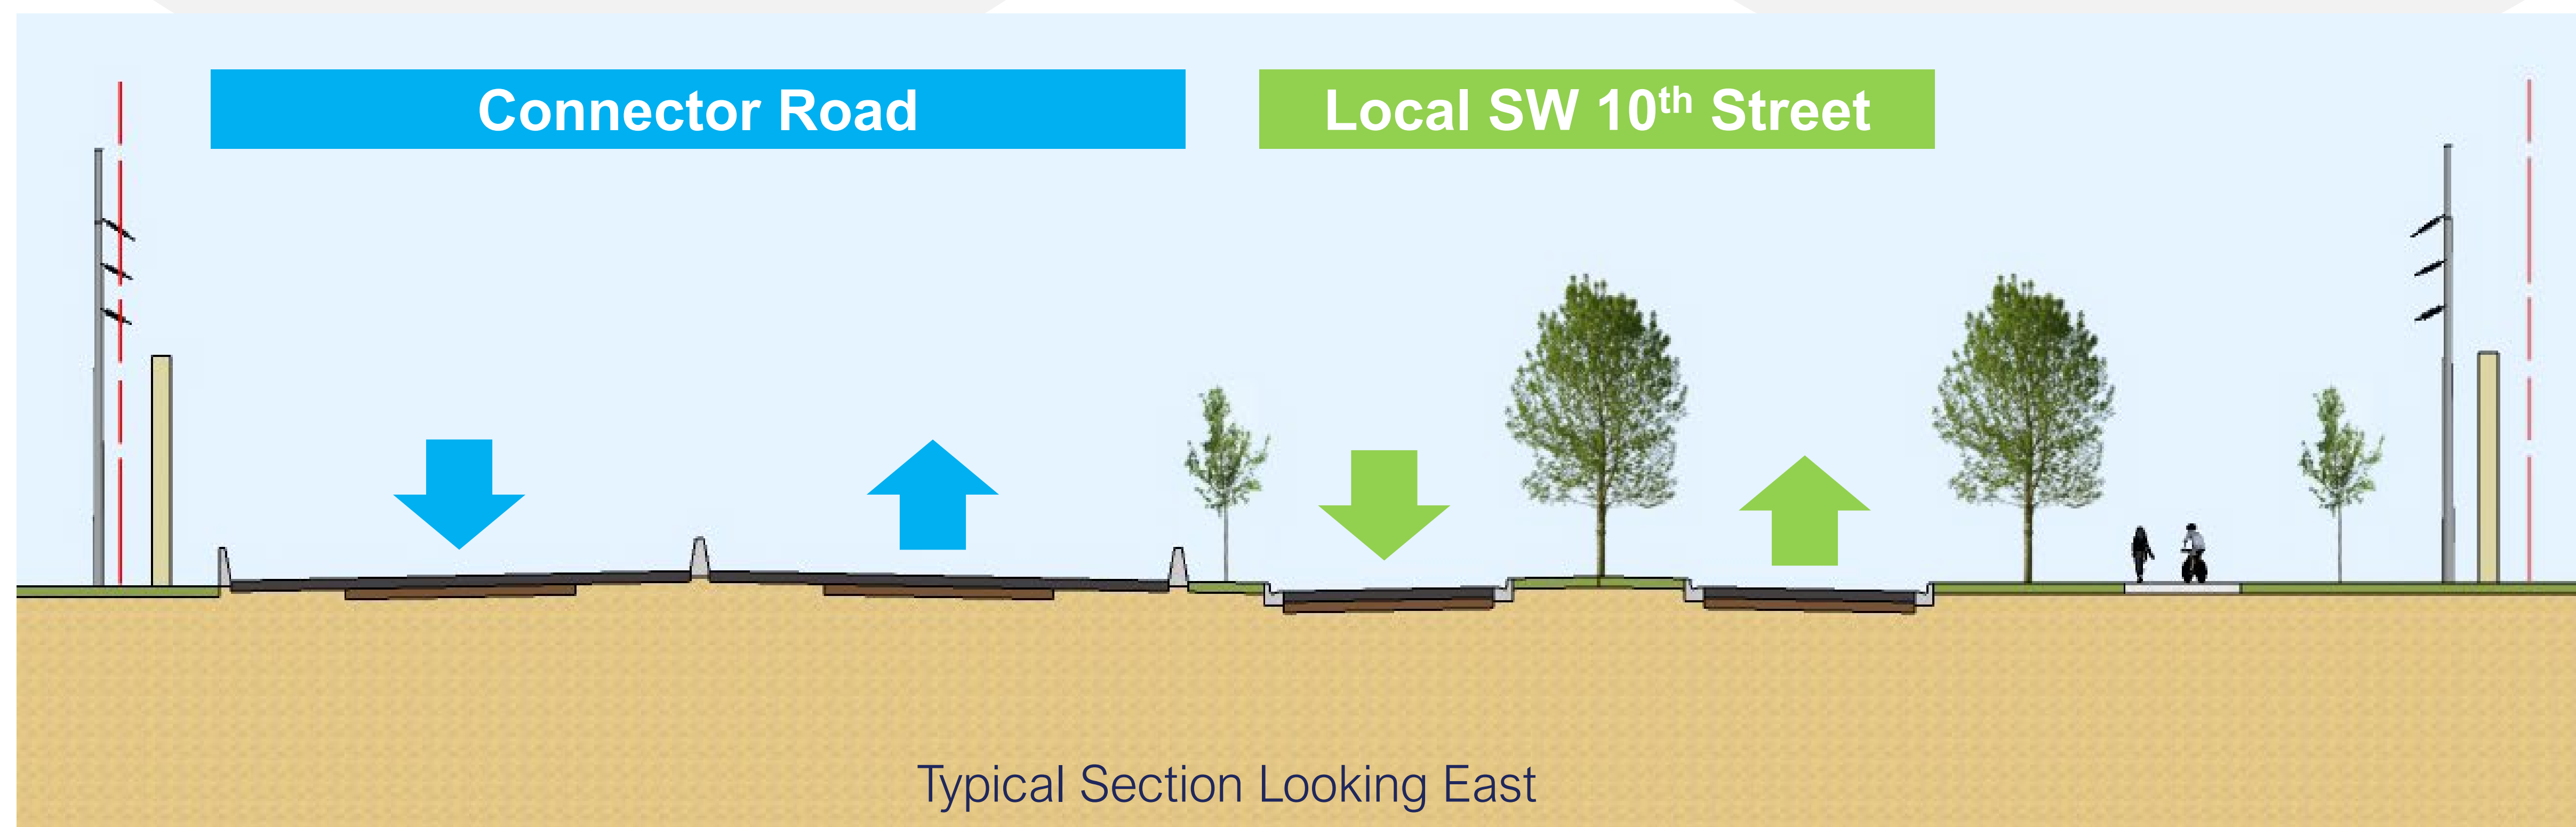 Connector Road
Local SW 10th Street
Typical Section Looking East